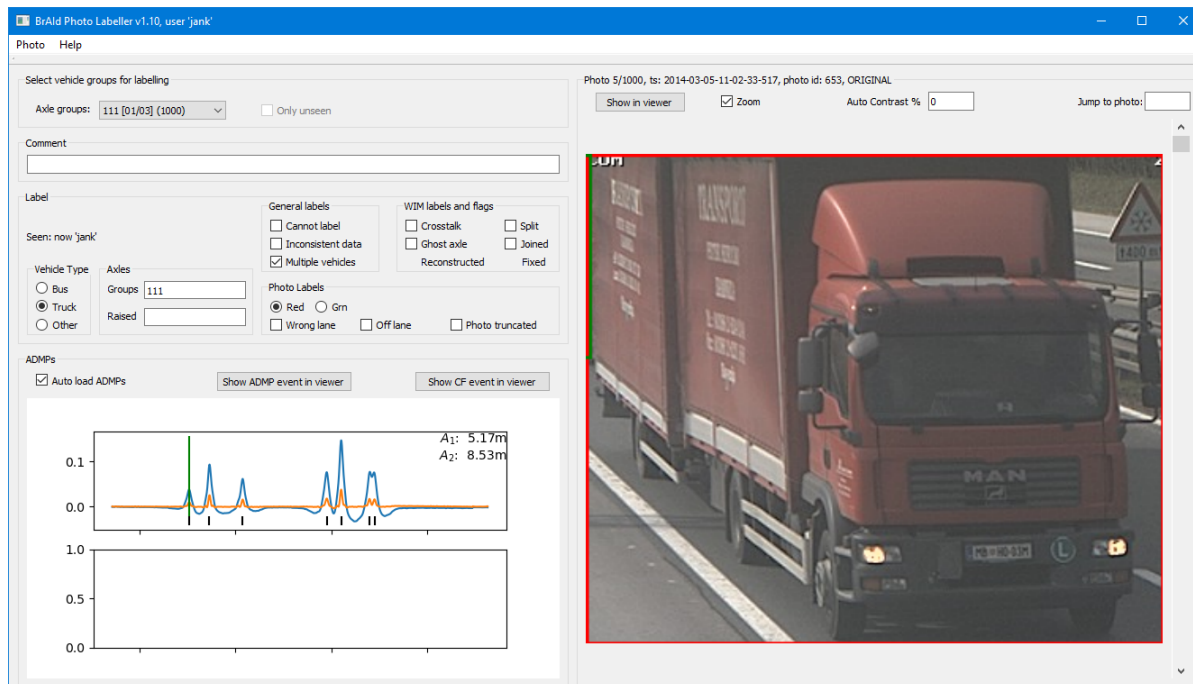 BrAId Photo Labeller v1.10, user 'jank'
Photo Help
Select vehicle groups for labelling
Axle groups: 111 [01/03] (1000) Only unseen
Comment
Label
Seen: now 'jank'
General labels
Cannot label
Inconsistent data
Multiple vehicles
WIM labels and flags
Crosstalk Split
Ghost axle Joined
Reconstructed Fixed
Vehicle Type
Bus
Truck
Other
Axles
Groups 111
Raised
Photo Labels
Red Grn
Wrong lane Off lane Photo truncated
ADMPs
Auto load ADMPs Show ADMP event in viewer Show CF event in viewer
A1: 5.17m
A2: 8.53m
0.1
0.0
1.0
0.5
0.0
Photo 5/1000, ts: 2014-03-05-11-02-33-517, photo id: 653, ORIGINAL
Show in viewer Zoom Auto Contrast % 0 Jump to photo:
TRANSPORT
400 m
MAN
L